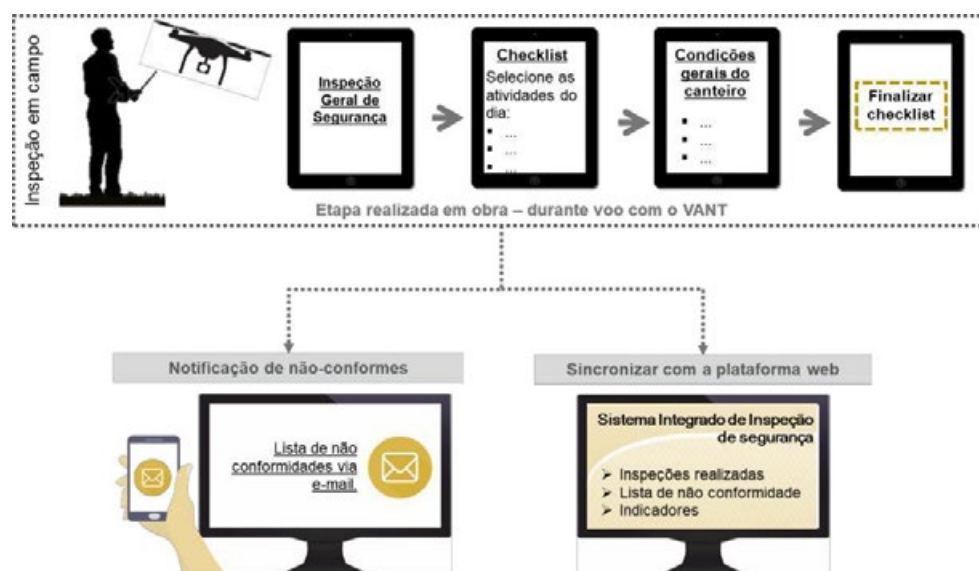 Inspeção em campo
Inspeção
Geral de
Segurança
Checklist
Selecione as
atividades do
dia:
▪ ...
▪ ...
▪ ...
Condições
gerais do
canteiro
▪ ...
▪ ...
▪ ...
Finalizar
checklist
Etapa realizada em obra – durante voo com o VANT
Notificação de não-conformes
Sincronizar com a plataforma web
Lista de não
conformidades via
e-mail.
Sistema Integrado de Inspeção
de segurança
➢ Inspeções realizadas
➢ Lista de não conformidade
➢ Indicadores